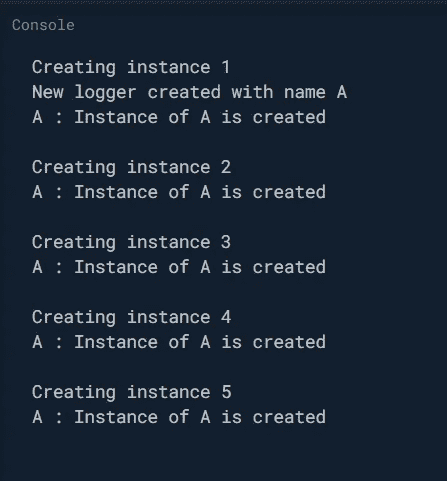 Console
Creating instance 1
New logger created with name A
A : Instance of A is created
Creating instance 2
A : Instance of A is created
Creating instance 3
A : Instance of A is created
Creating instance 4
A : Instance of A is created
Creating instance 5
A : Instance of A is created